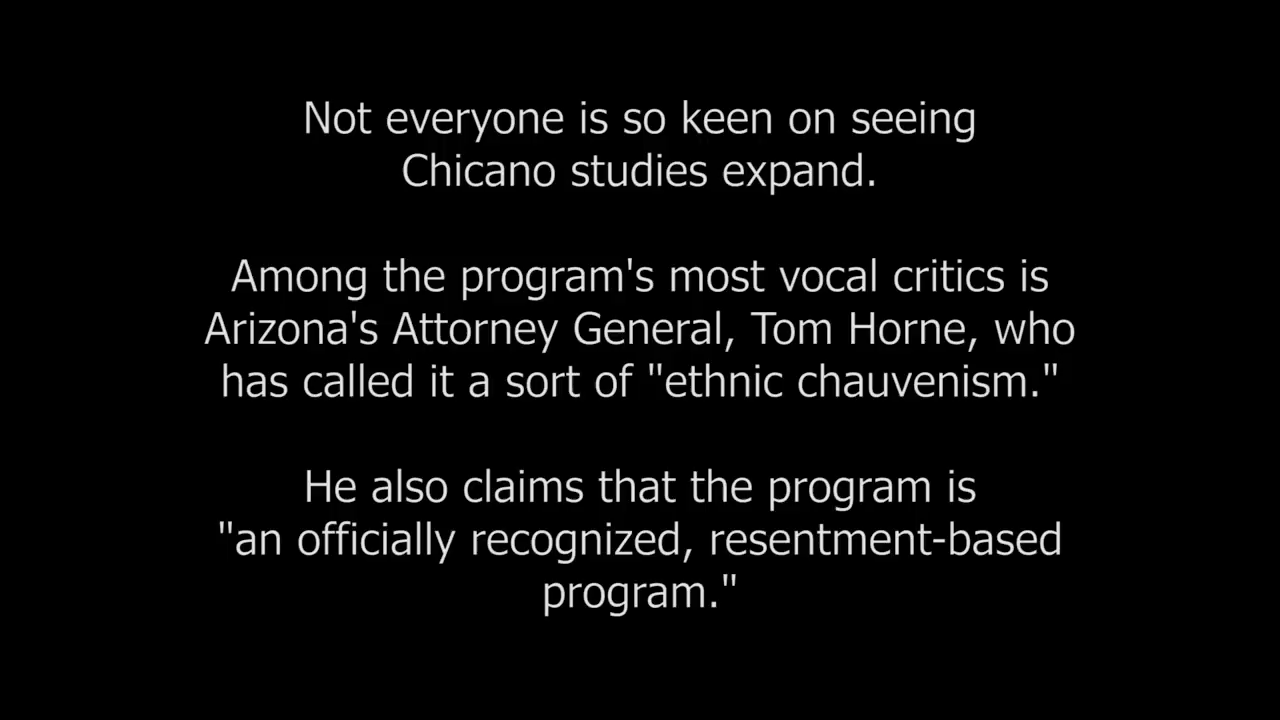 Not everyone is so keen on seeing
Chicano studies expand.
Among the program's most vocal critics is
Arizona's Attorney General, Tom Horne, who
has called it a sort of "ethnic chauvenism."
He also claims that the program is
"an officially recognized, resentment-based
program."